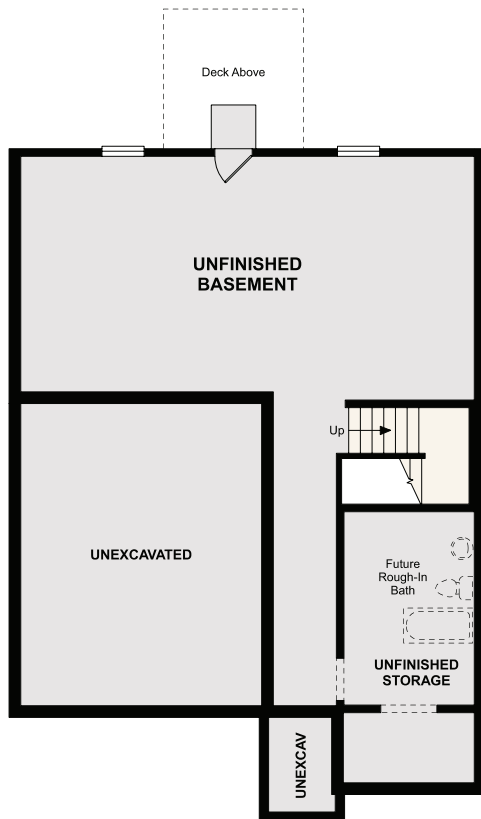 Deck Above
UNFINISHED
BASEMENT
Up
UNEXCAVATED
Future
Rough-In
Bath
UNFINISHED
STORAGE
UNEXCAV